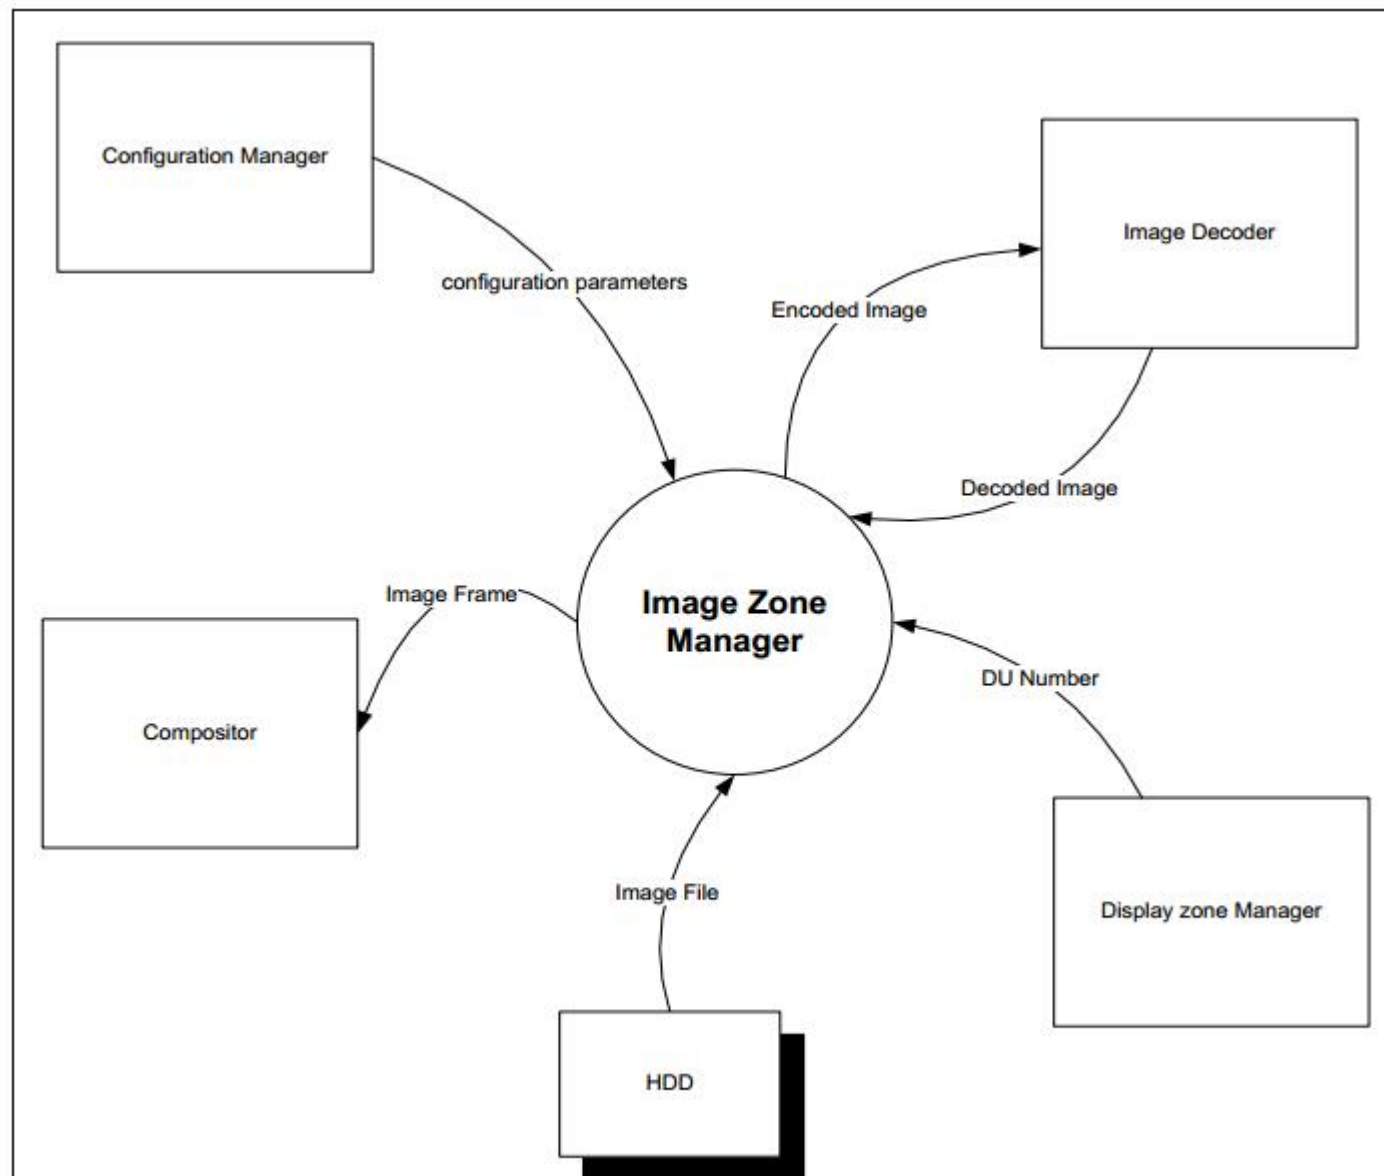 Configuration Manager
Image Decoder
configuration parameters
Encoded Image
Decoded Image
Image Frame
Image Zone
Manager
DU Number
Compositor
Image File
Display zone Manager
HDD